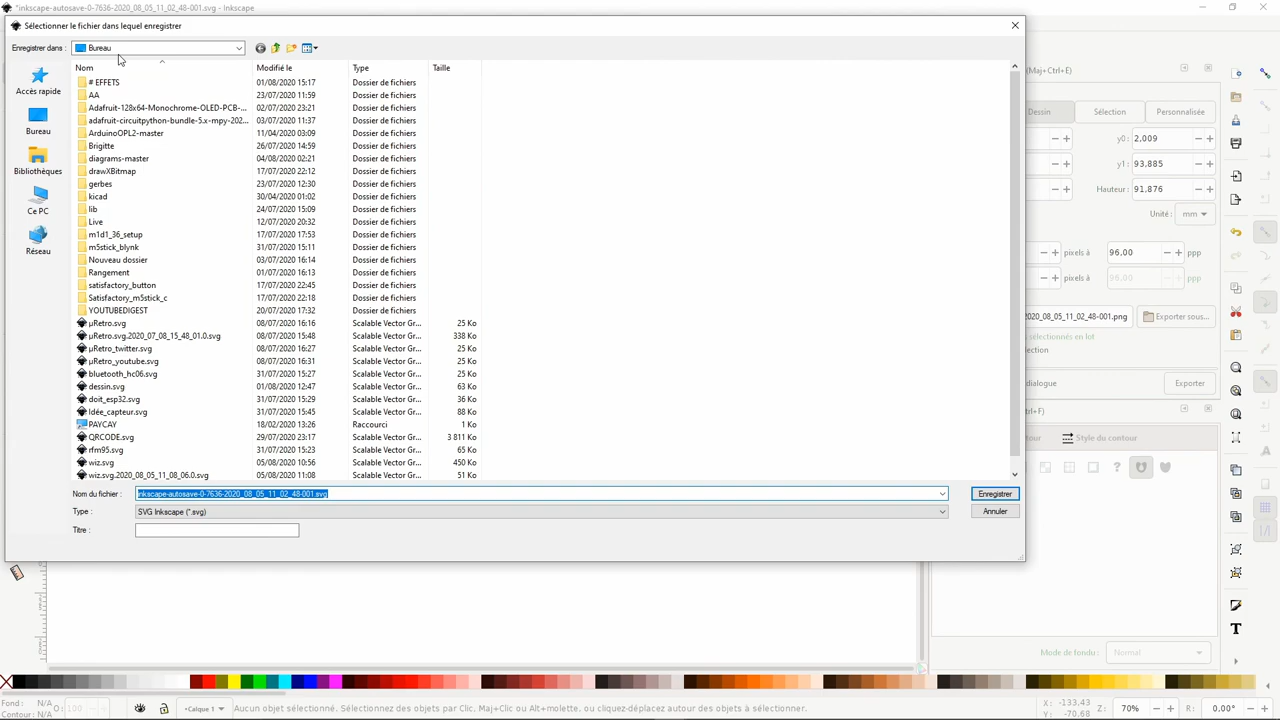 *inkscape-autosave-0-7636-2020_08_05_11_02_48-001.svg - Inkscape
Sélectionner le fichier dans lequel enregistrer
Enregistrer dans : Bureau
Nom Modifié le Type Taille
# EFFETS 01/08/2020 15:17 Dossier de fichiers
AA 23/07/2020 11:59 Dossier de fichiers
Adafruit-128x64-Monochrome-OLED-PCB-... 02/07/2020 23:21 Dossier de fichiers
adafruit-circuitpython-bundle-5.x-mpy-202... 03/07/2020 11:37 Dossier de fichiers
ArduinoOPL2-master 11/04/2020 03:09 Dossier de fichiers
Brigitte 26/07/2020 14:59 Dossier de fichiers
diagrams-master 04/08/2020 02:21 Dossier de fichiers
drawXBitmap 17/07/2020 22:12 Dossier de fichiers
gerbes 23/07/2020 12:30 Dossier de fichiers
kicad 30/04/2020 01:02 Dossier de fichiers
lib 24/07/2020 15:09 Dossier de fichiers
Live 12/07/2020 20:32 Dossier de fichiers
m1d1_36_setup 17/07/2020 17:53 Dossier de fichiers
m5stick_blynk 31/07/2020 15:11 Dossier de fichiers
Nouveau dossier 03/07/2020 16:14 Dossier de fichiers
Rangement 01/07/2020 16:13 Dossier de fichiers
satisfactory_button 17/07/2020 22:45 Dossier de fichiers
Satisfactory_m5stick_c 17/07/2020 22:18 Dossier de fichiers
YOUTUBEDIGEST 20/07/2020 17:32 Dossier de fichiers
µRetro.svg 08/07/2020 16:16 Scalable Vector Gr... 25 Ko
µRetro.svg.2020_07_08_15_48_01.0.svg 08/07/2020 15:48 Scalable Vector Gr... 338 Ko
µRetro_twitter.svg 08/07/2020 16:27 Scalable Vector Gr... 25 Ko
µRetro_youtube.svg 08/07/2020 16:31 Scalable Vector Gr... 25 Ko
bluetooth_hc06.svg 31/07/2020 15:27 Scalable Vector Gr... 25 Ko
dessin.svg 01/08/2020 12:47 Scalable Vector Gr... 63 Ko
doit_esp32.svg 31/07/2020 15:29 Scalable Vector Gr... 36 Ko
Idée_capteur.svg 31/07/2020 15:45 Scalable Vector Gr... 88 Ko
PAYCAY 18/02/2020 13:26 Raccourci 1 Ko
QRCODE.svg 29/07/2020 23:17 Scalable Vector Gr... 3 811 Ko
rfm95.svg 31/07/2020 15:23 Scalable Vector Gr... 65 Ko
wiz.svg 05/08/2020 10:56 Scalable Vector Gr... 450 Ko
wiz.svg.2020_08_05_11_08_06.0.svg 05/08/2020 11:08 Scalable Vector Gr... 51 Ko
Accès rapide
Bureau
Bibliothèques
Ce PC
Réseau
Nom du fichier : inkscape-autosave-0-7636-2020_08_05_11_02_48-001.svg Enregistrer
Type : SVG Inkscape (*.svg) Annuler
Titre :
(Maj+Ctrl+E)
Dessin Sélection Personnalisée
y0: 2,009
y1: 93,885
Hauteur : 91,876
Unité : mm
pixels à 96,00 ppp
pixels à 96,00 ppp
2020_08_05_11_02_48-001.png Exporter sous...
sélectionnés en lot
dialogue Exporter
Style du contour
?
Mode de fondu : Normal
Fond : N/A
Contour : N/A
O: 100
Calque 1
Aucun objet sélectionné. Sélectionnez des objets par Clic, Maj+Clic ou Alt+molette, ou cliquez-déplacez autour des objets à sélectionner.
X: -133,43
Y: -70,68
Z: 70%
R: 0,00°